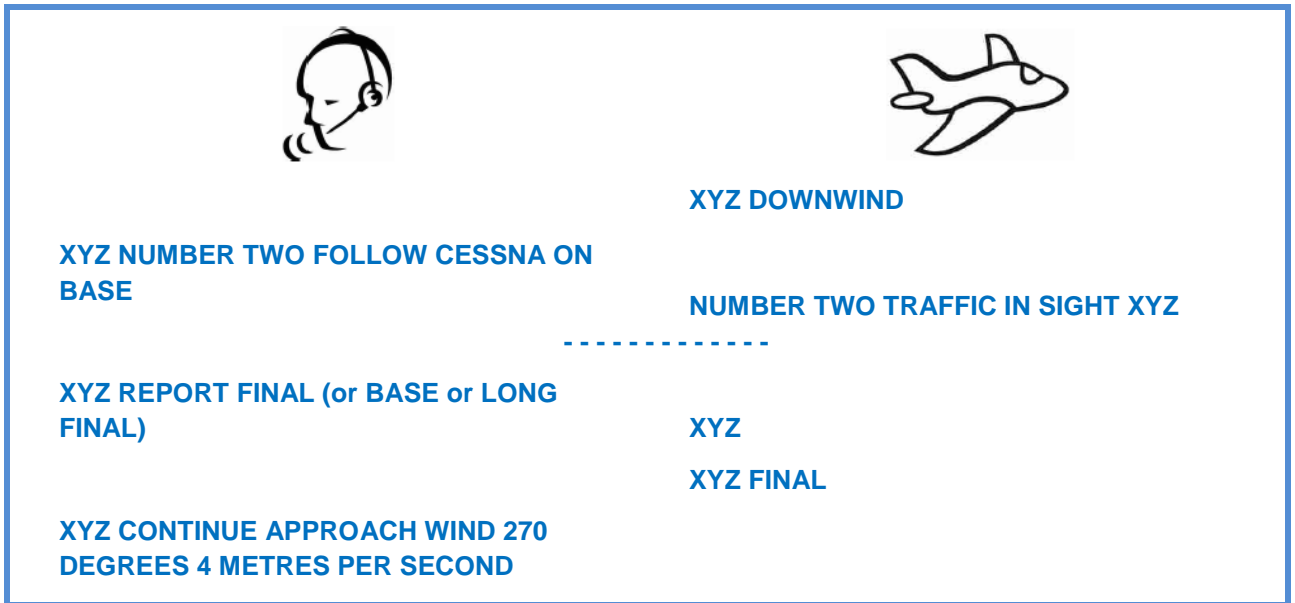 XYZ DOWNWIND
XYZ NUMBER TWO FOLLOW CESSNA ON
BASE
NUMBER TWO TRAFFIC IN SIGHT XYZ
- - - - - - - - - - - - -
XYZ REPORT FINAL (or BASE or LONG
FINAL)
XYZ
XYZ FINAL
XYZ CONTINUE APPROACH WIND 270
DEGREES 4 METRES PER SECOND